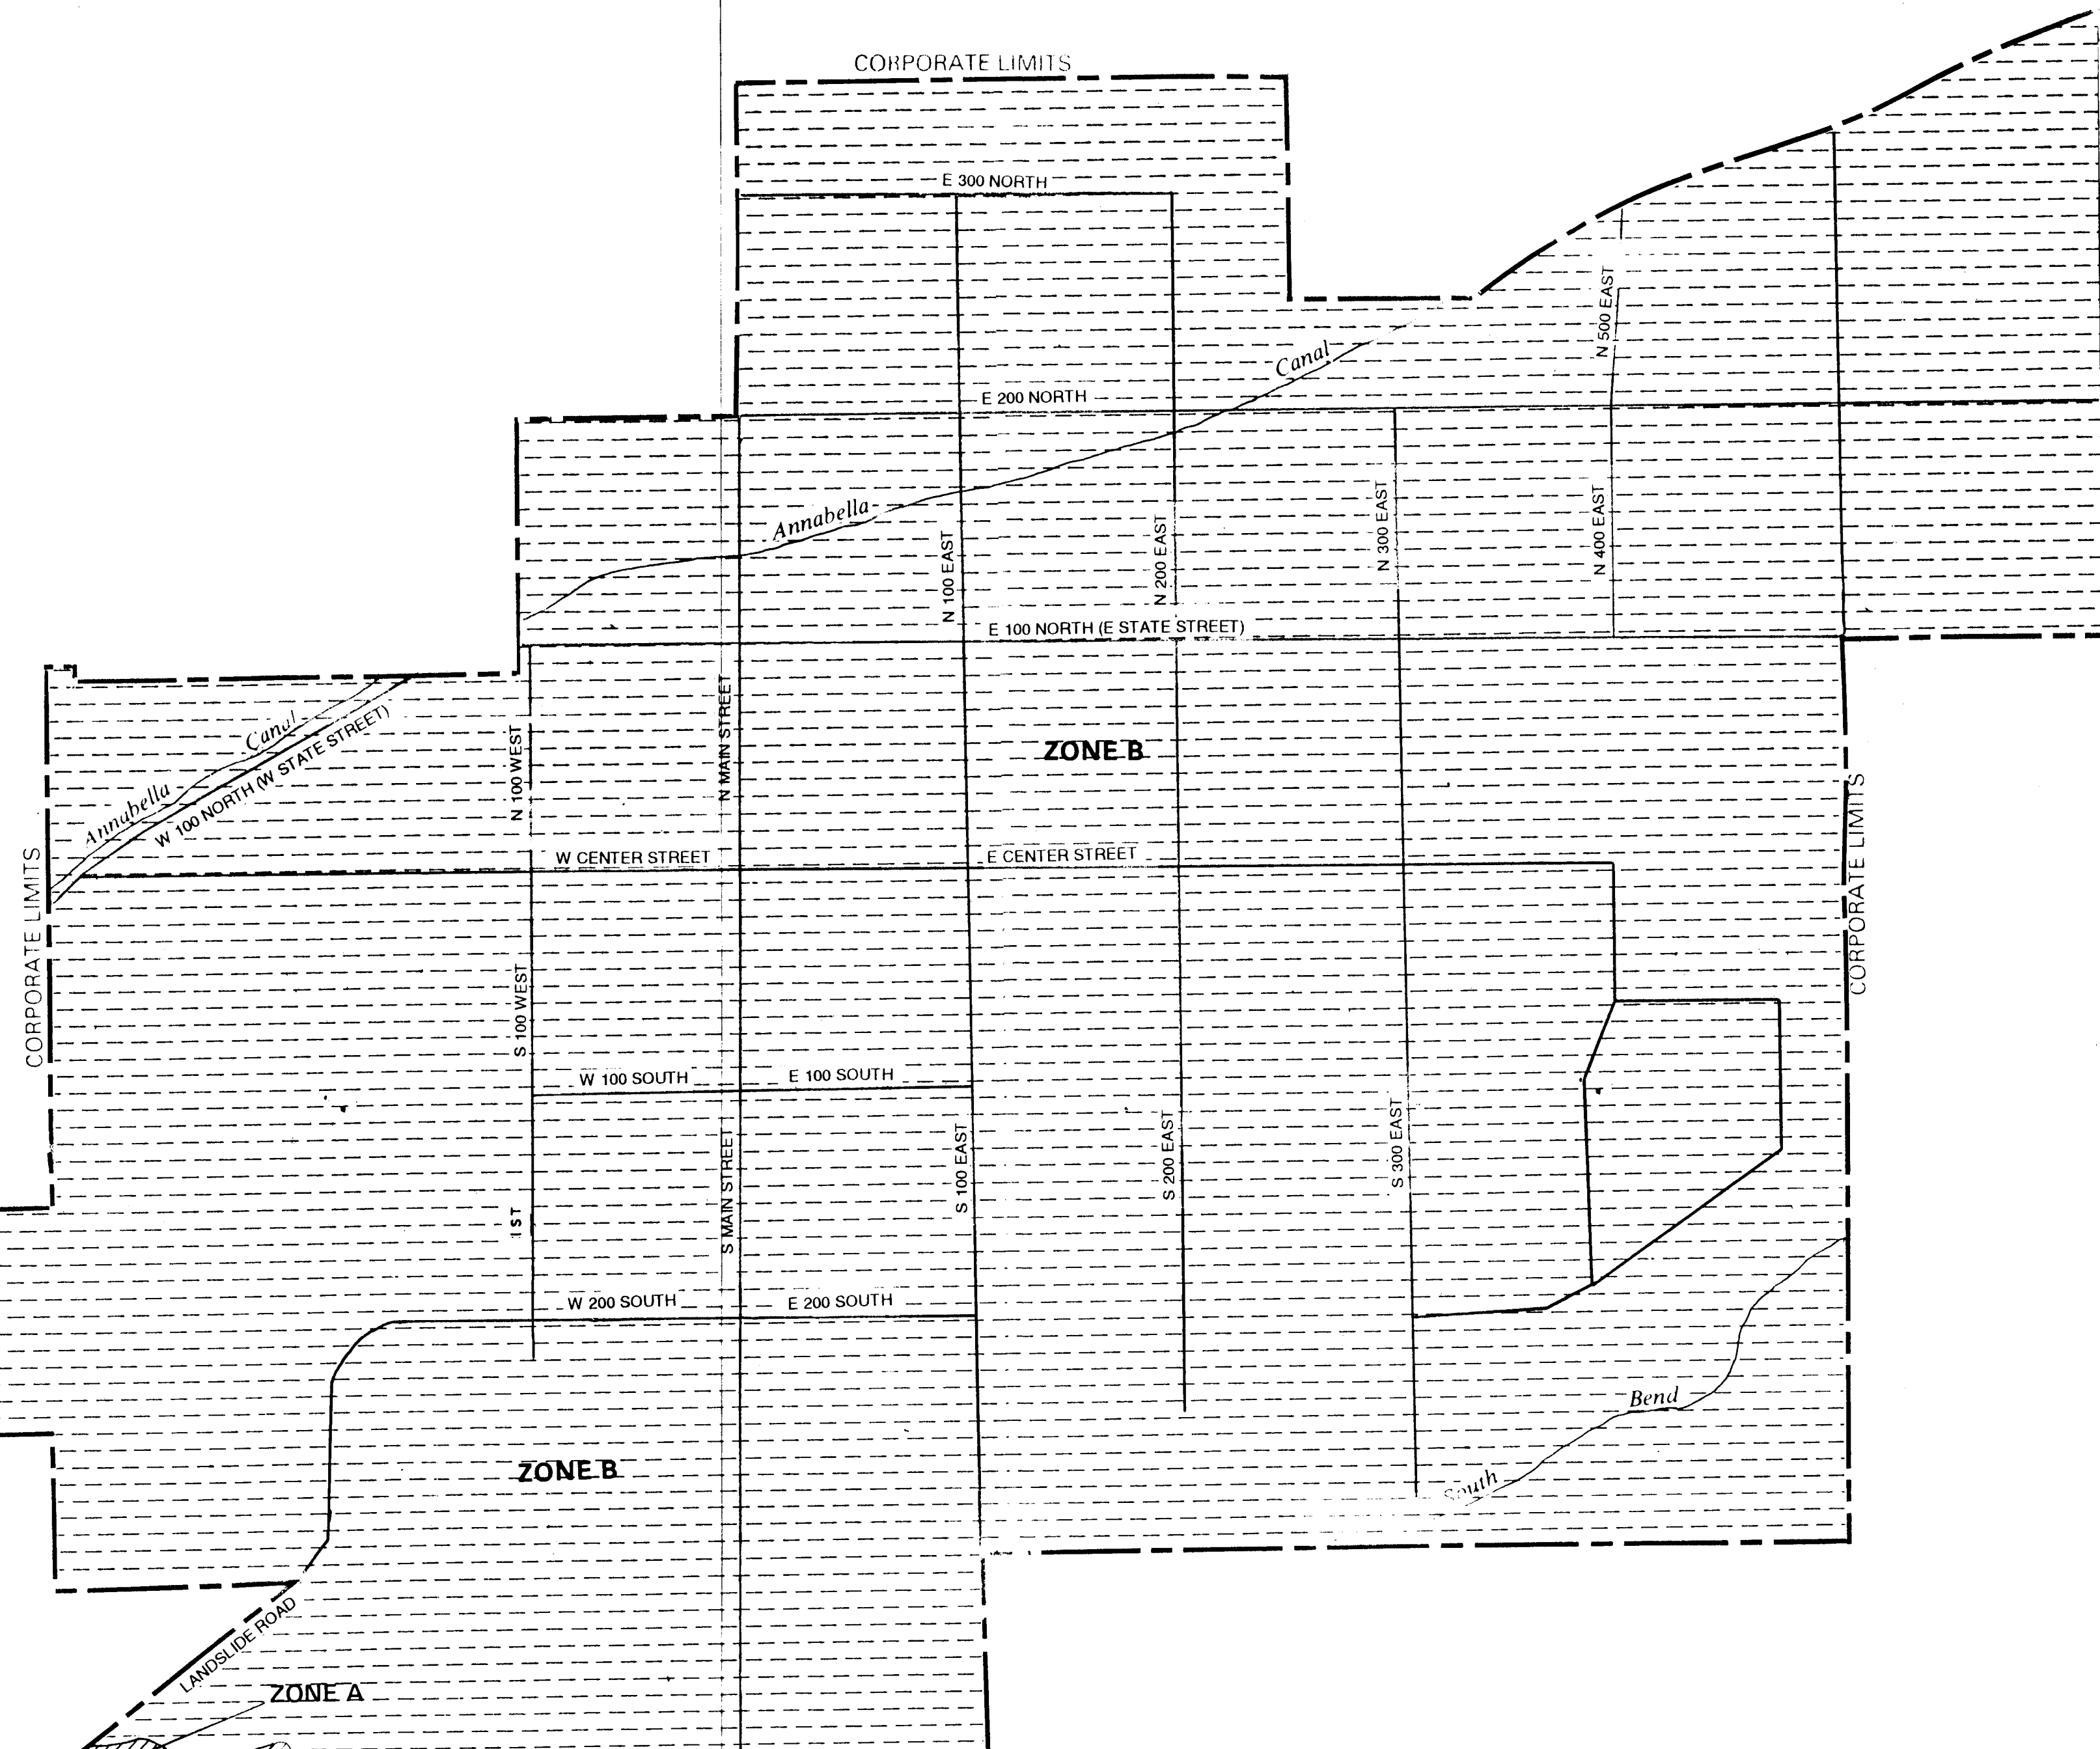 CORPORATE LIMITS
E 300 NORTH
N 500 EAST
Canal
E 200 NORTH
Annabella
N 100 EAST
N 200 EAST
N 300 EAST
N 400 EAST
E 100 NORTH (E STATE STREET)
Canal
Annabella
W 100 NORTH (W STATE STREET)
N 100 WEST
N MAIN STREET
ZONE B
CORPORATE LIMITS
W CENTER STREET
E CENTER STREET
CORPORATE LIMITS
S 100 WEST
W 100 SOUTH
E 100 SOUTH
1ST
S MAIN STREET
S 100 EAST
S 200 EAST
S 300 EAST
W 200 SOUTH
E 200 SOUTH
Bend
South
ZONE B
LANDSLIDE ROAD
ZONE A